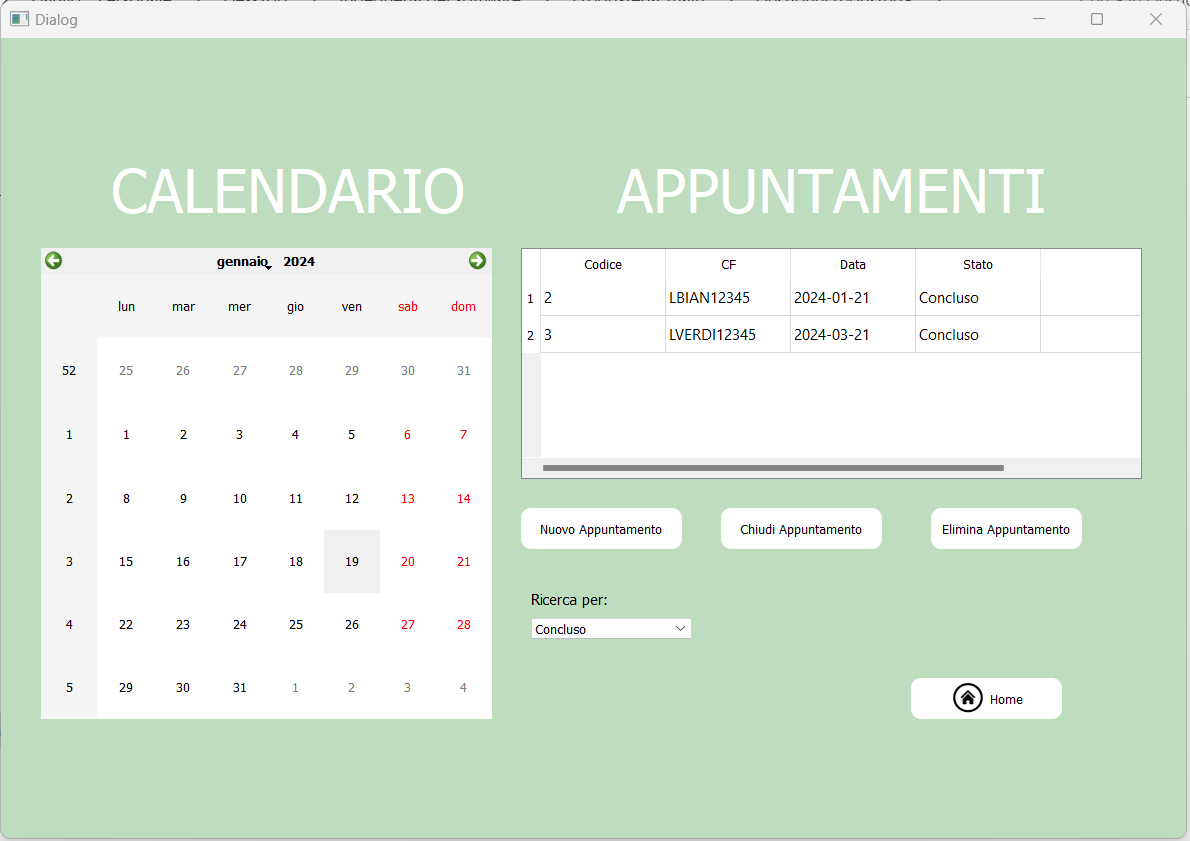 Dialog
CALENDARIO
APPUNTAMENTI
gennaio 2024
lun mar mer gio ven sab dom
52 25 26 27 28 29 30 31
1 1 2 3 4 5 6 7
2 8 9 10 11 12 13 14
3 15 16 17 18 19 20 21
4 22 23 24 25 26 27 28
5 29 30 31 1 2 3 4
Codice CF Data Stato
1 2 LBIAN12345 2024-01-21 Concluso
2 3 LVERDI12345 2024-03-21 Concluso
Nuovo Appuntamento
Chiudi Appuntamento
Elimina Appuntamento
Ricerca per:
Concluso
Home